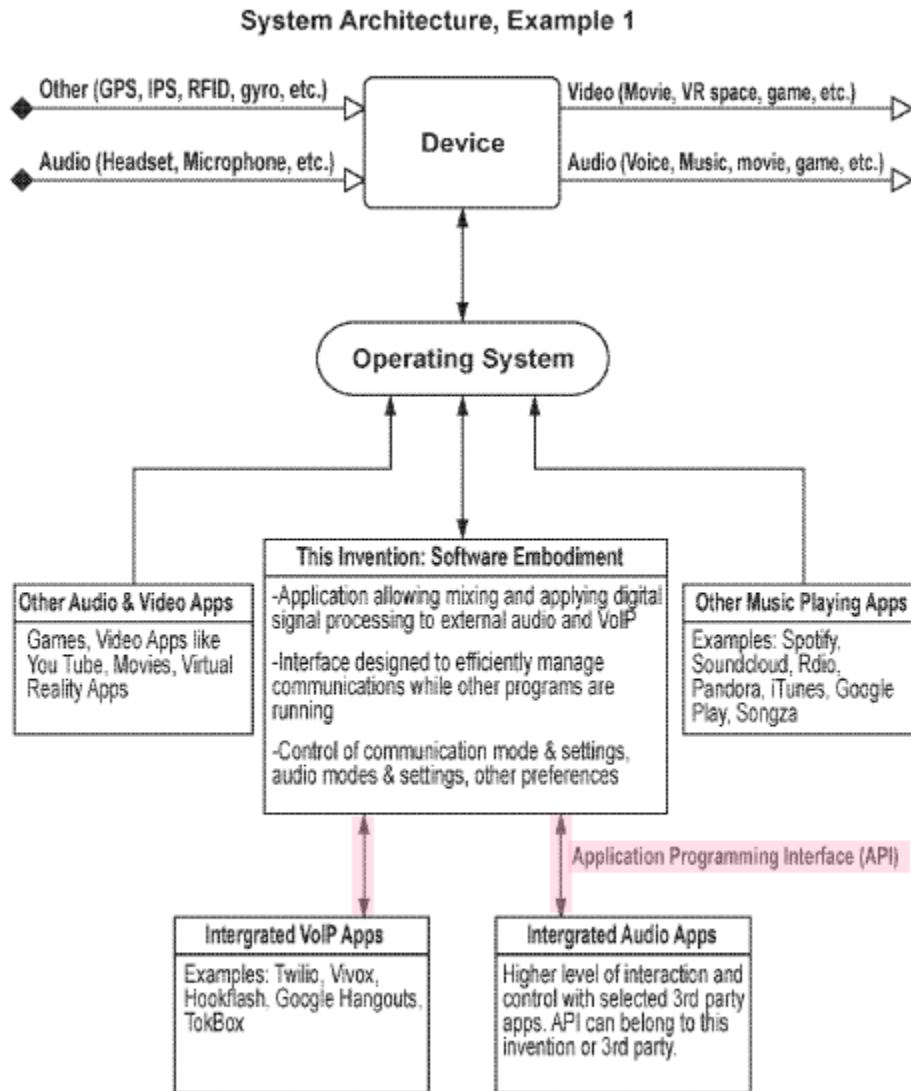 System Architecture, Example 1
Other (GPS, IPS, RFID, gyro, etc.)
Audio (Headset, Microphone, etc.)
Device
Video (Movie, VR space, game, etc.)
Audio (Voice, Music, movie, game, etc.)
Operating System
Other Audio & Video Apps
Games, Video Apps like
You Tube, Movies, Virtual
Reality Apps
This Invention: Software Embodiment
-Application allowing mixing and applying digital
signal processing to external audio and VoIP
-Interface designed to efficiently manage
communications while other programs are
running
-Control of communication mode & settings,
audio modes & settings, other preferences
Other Music Playing Apps
Examples: Spotify,
Soundcloud, Rdio,
Pandora, iTunes, Google
Play, Songza
Application Programming Interface (API)
Intergrated VoIP Apps
Examples: Twilio, Vivox,
Hookflash, Google Hangouts,
TokBox
Intergrated Audio Apps
Higher level of interaction and
control with selected 3rd party
apps. API can belong to this
invention or 3rd party.